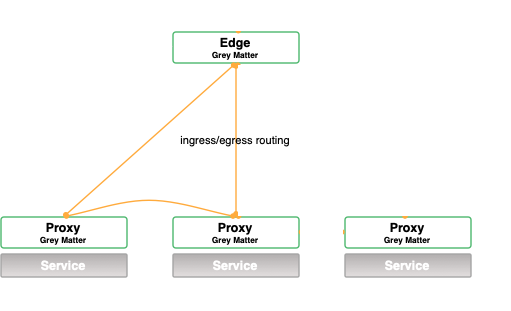 Edge
Grey Matter
ingress/egress routing
Proxy
Grey Matter
Service
Proxy
Grey Matter
Service
Proxy
Grey Matter
Service